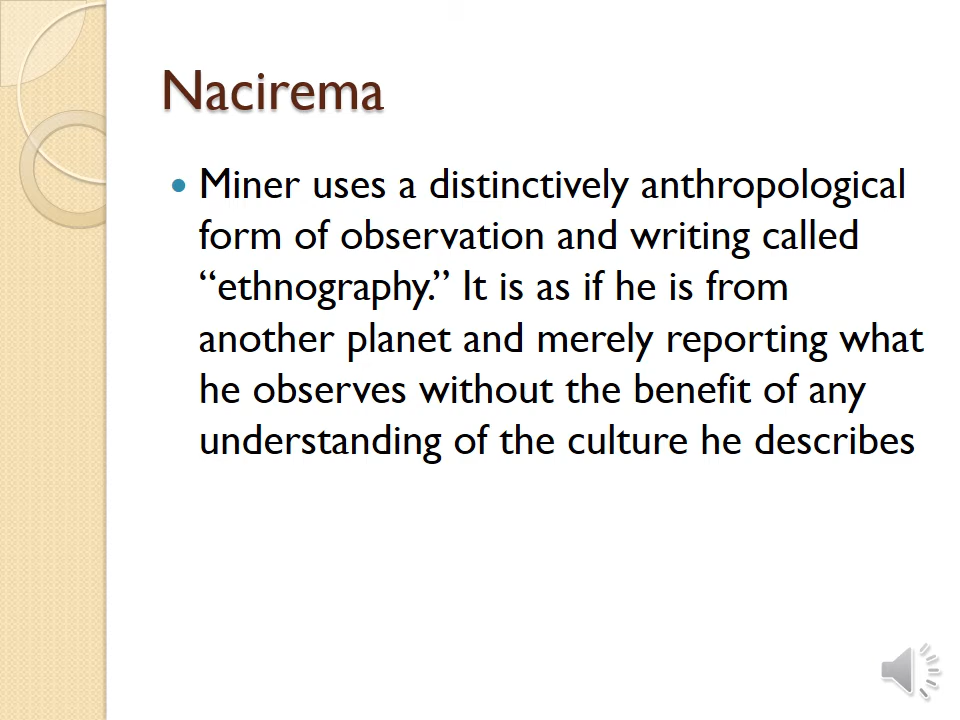 Nacirema
Miner uses a distinctively anthropological
form of observation and writing called
“ethnography.” It is as if he is from
another planet and merely reporting what
he observes without the benefit of any
understanding of the culture he describes